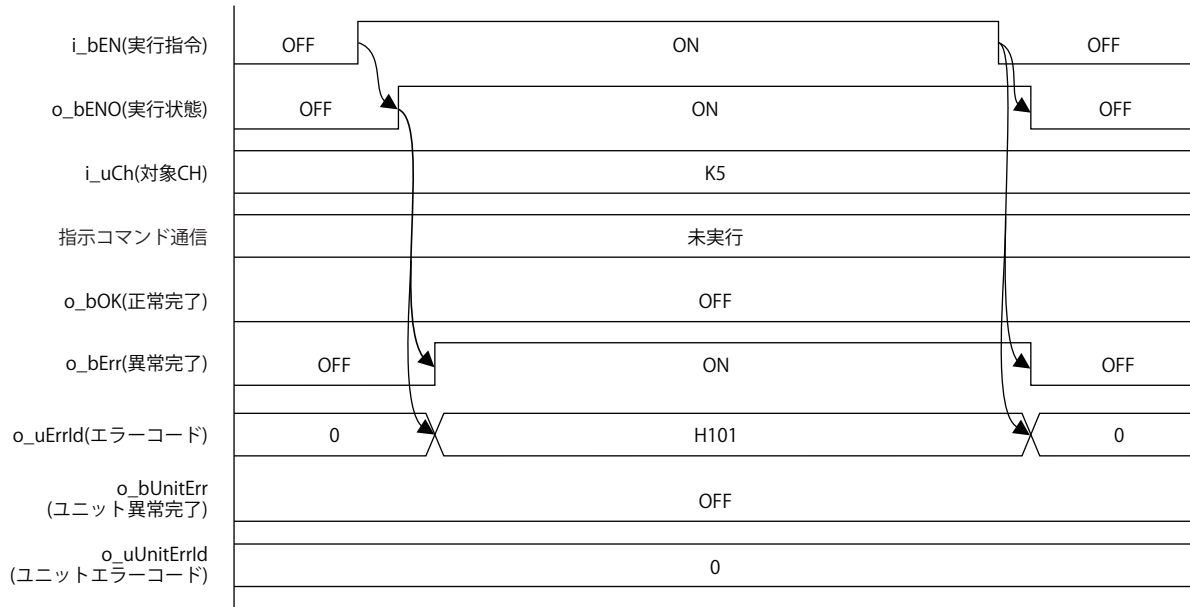 i_bEN(実行指令) OFF ON OFF
o_bENO(実行状態) OFF ON OFF
i_uCh(対象CH) K5
指示コマンド通信 未実行
o_bOK(正常完了) OFF
o_bErr(異常完了) OFF ON OFF
o_uErrId(エラーコード) 0 H101 0
o_bUnitErr
(ユニット異常完了) OFF
o_uUnitErrId
(ユニットエラーコード) 0